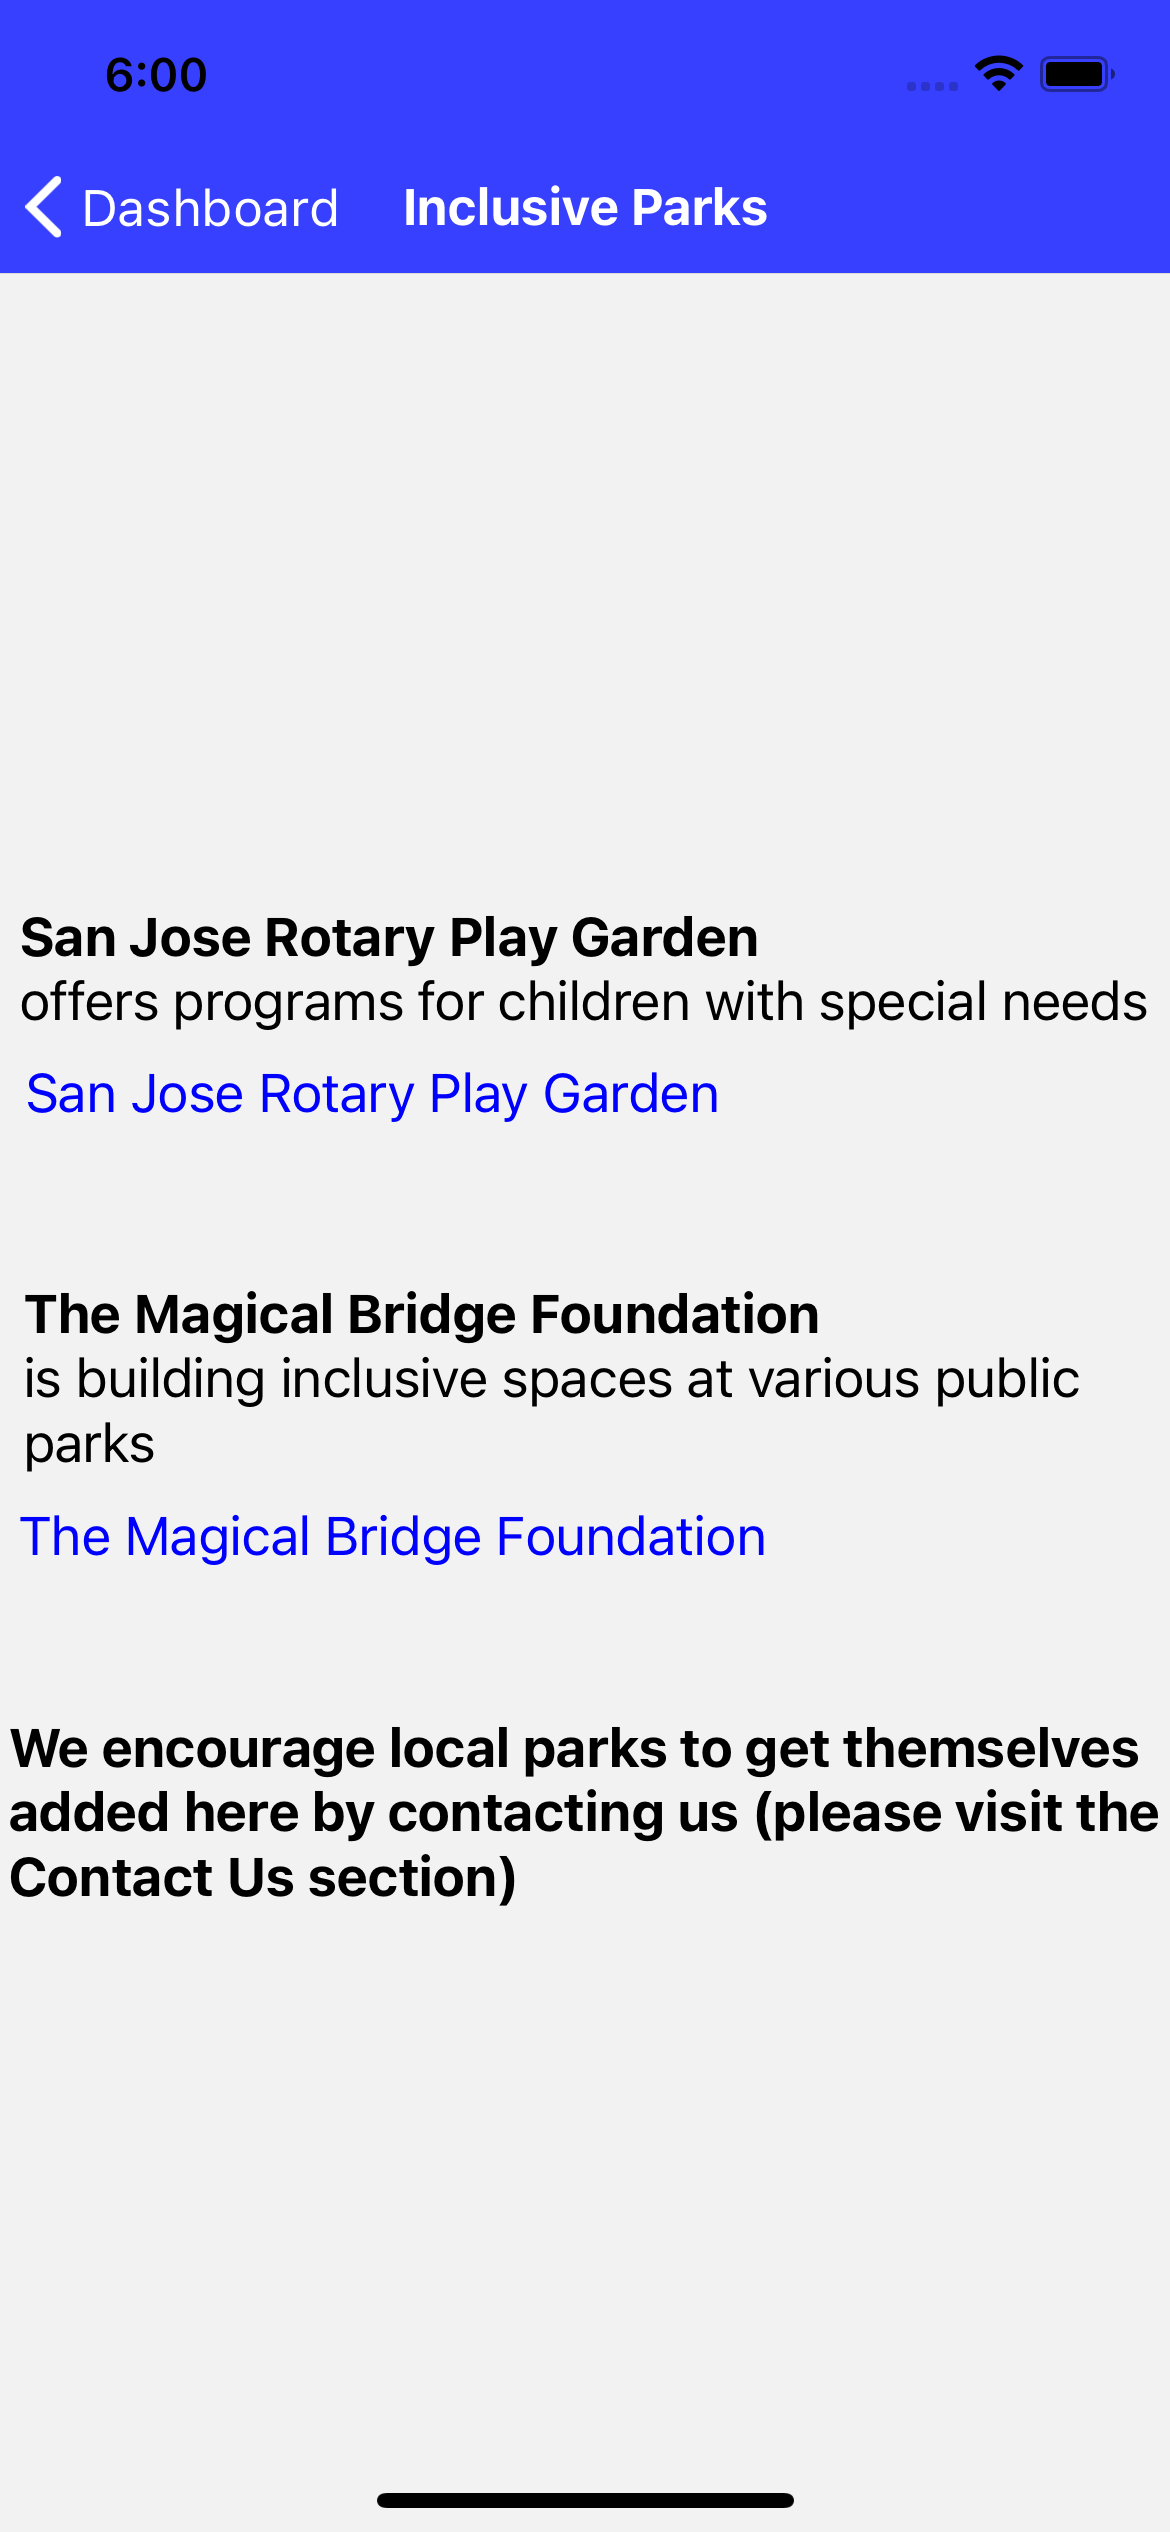 6:00
Dashboard Inclusive Parks
San Jose Rotary Play Garden
offers programs for children with special needs
San Jose Rotary Play Garden
The Magical Bridge Foundation
is building inclusive spaces at various public
parks
The Magical Bridge Foundation
We encourage local parks to get themselves
added here by contacting us (please visit the
Contact Us section)